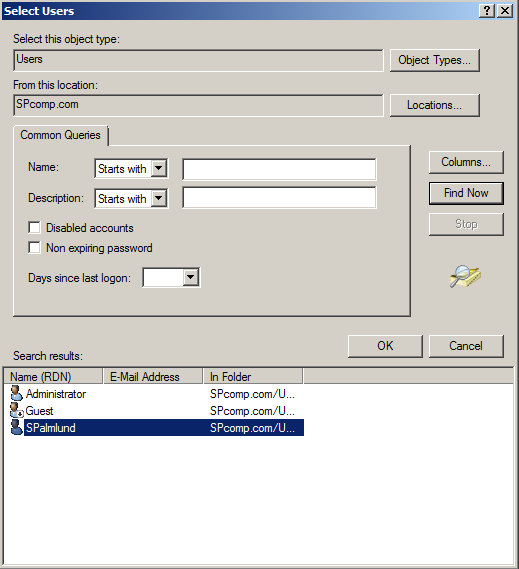 Select Users
Select this object type:
Users
Object Types...
From this location:
SPcomp.com
Locations...
Common Queries
Name:
Starts with
Columns...
Description:
Starts with
Find Now
Disabled accounts
Stop
Non expiring password
Days since last logon:
OK
Cancel
Search results:
Name (RDN) E-Mail Address In Folder
Administrator SPcomp.com/U...
Guest SPcomp.com/U...
SPalmlund SPcomp.com/U...